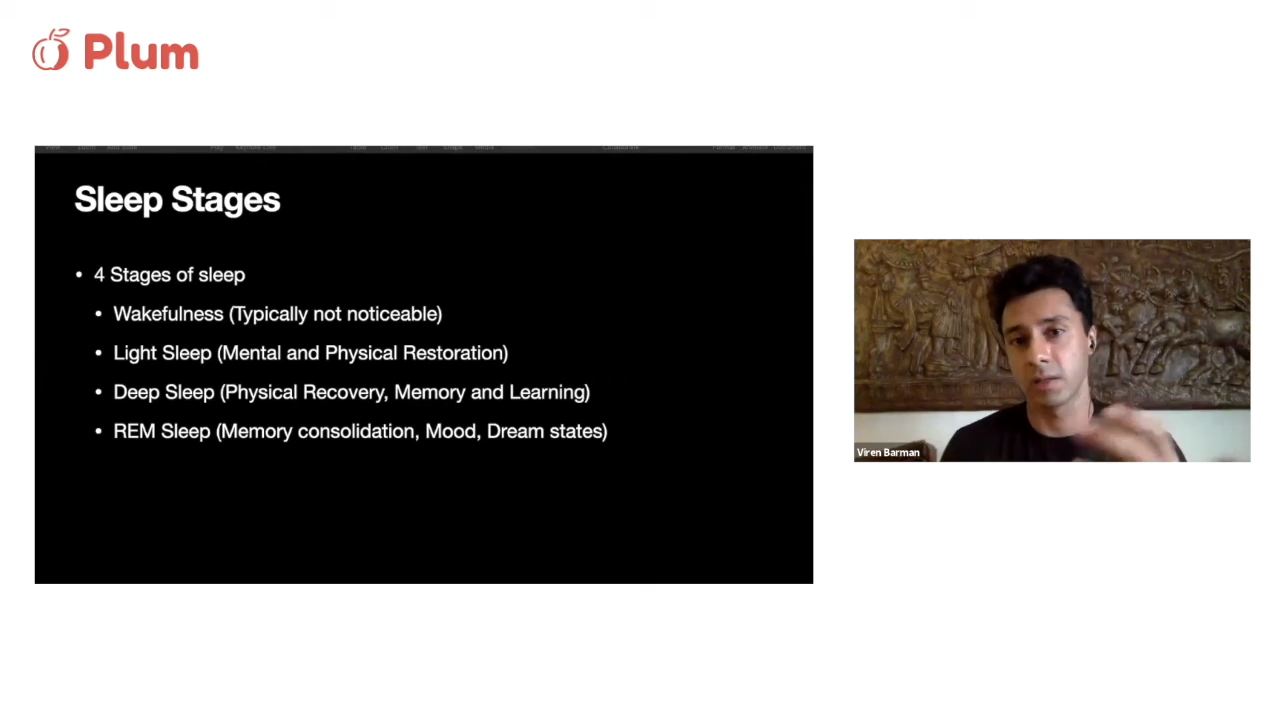 Plum
Sleep Stages
• 4 Stages of sleep
• Wakefulness (Typically not noticeable)
• Light Sleep (Mental and Physical Restoration)
• Deep Sleep (Physical Recovery, Memory and Learning)
• REM Sleep (Memory consolidation, Mood, Dream states)
Viren Barman